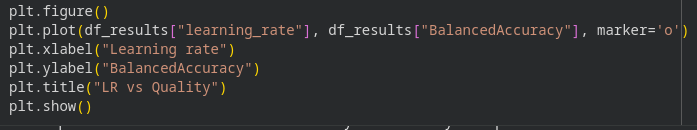 plt.figure()
plt.plot(df_results["learning_rate"], df_results["BalancedAccuracy"], marker='o')
plt.xlabel("Learning rate")
plt.ylabel("BalancedAccuracy")
plt.title("LR vs Quality")
plt.show()